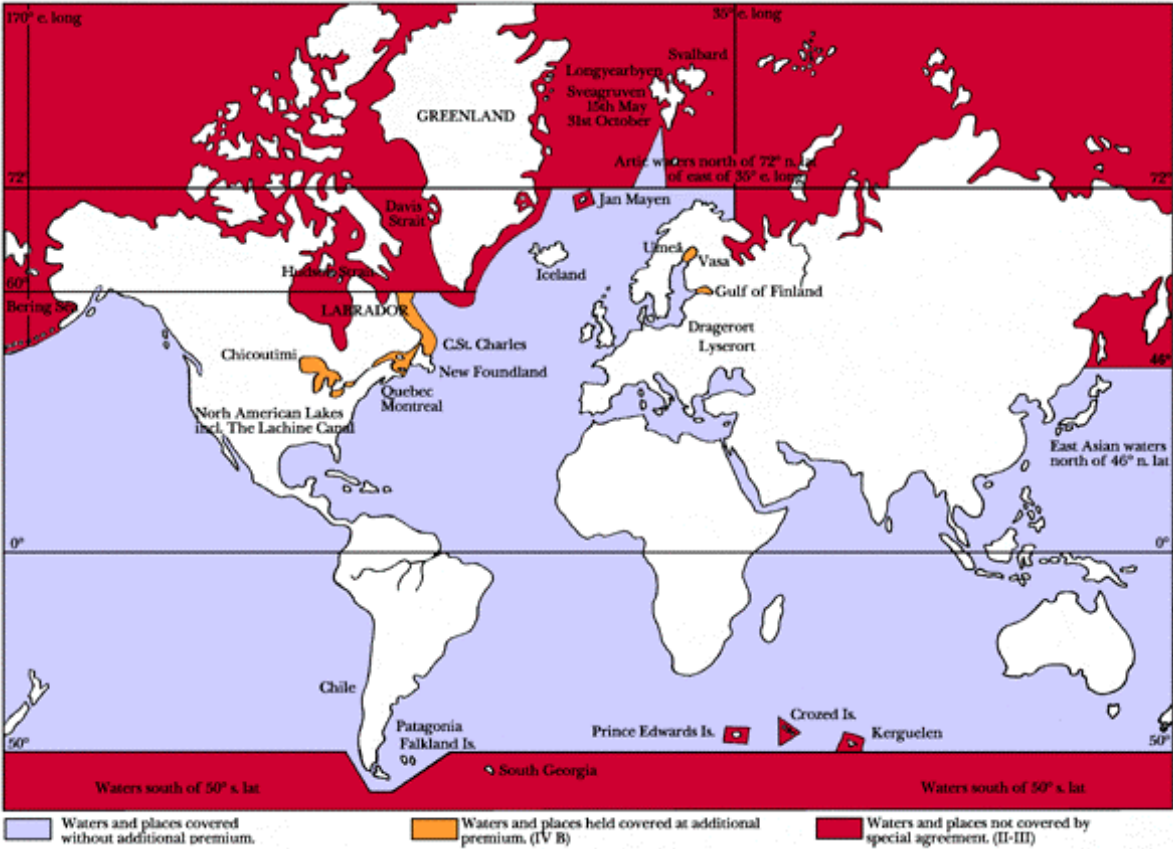 170° e. long
35° e. long
Svalbard
Longyearbyen
Sveagruven
15th May
31st October
GREENLAND
Artic waters north of 72° n. lat
of east of 35° e. long
72°
72°
Jan Mayen
Davis
Strait
Umeå
Vasa
Iceland
Hudson Strait
60°
Gulf of Finland
Bering Sea
LABRADOR
Dragerort
Lyserort
C.St. Charles
Chicoutimi
46°
New Foundland
Quebec
Montreal
Norh American Lakes
incl. The Lachine Canal
East Asian waters
north of 46° n. lat
0°
0°
Chile
Patagonia
Falkland Is.
Prince Edwards Is.
Crozed Is.
Kerguelen
50°
50°
South Georgia
Waters south of 50° s. lat
Waters south of 50° s. lat
Waters and places covered
without additional premium.
Waters and places held covered at additional
premium. (IV B)
Waters and places not covered by
special agreement. (II-III)